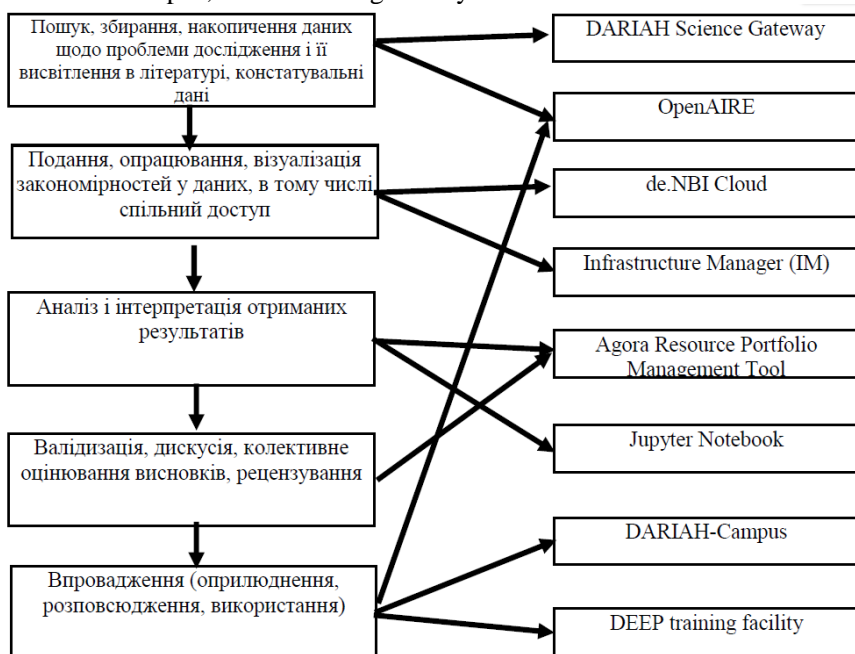 Пошук, збирання, накопичення даних
щодо проблеми дослідження і її
висвітлення в літературі, констатувальні
дані
DARIAH Science Gateway
OpenAIRE
Подання, опрацювання, візуалізація
закономірностей у даних, в тому числі
спільний доступ
de.NBI Cloud
Infrastructure Manager (IM)
Аналіз і інтерпретація отриманих
результатів
Agora Resource Portfolio
Management Tool
Jupyter Notebook
Валідизація, дискусія, колективне
оцінювання висновків, рецензування
DARIAH-Campus
Впровадження (оприлюднення,
розповсюдження, використання)
DEEP training facility